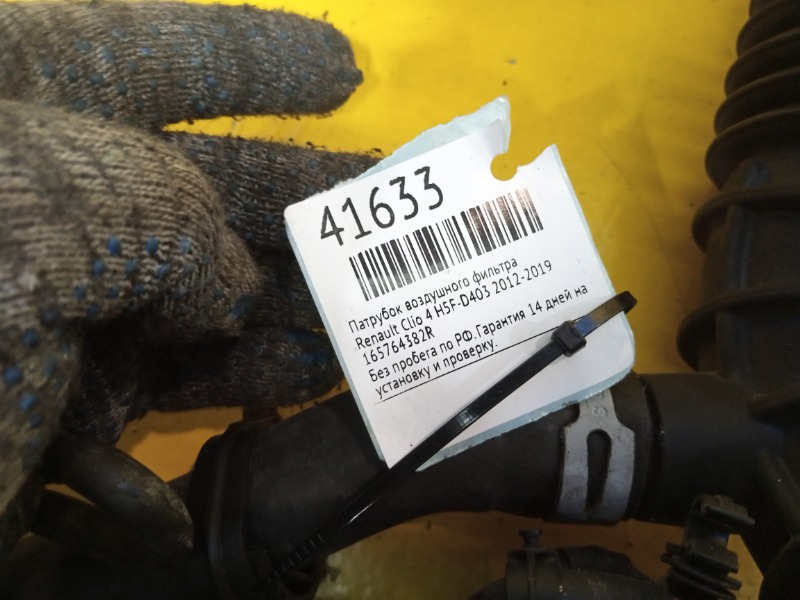 41633
Патрубок воздушного фильтра
Renault Clio 4 H5F-D403 2012-2019
165764382R
Без пробега по РФ.Гарантия 14 дней на
установку и проверку.